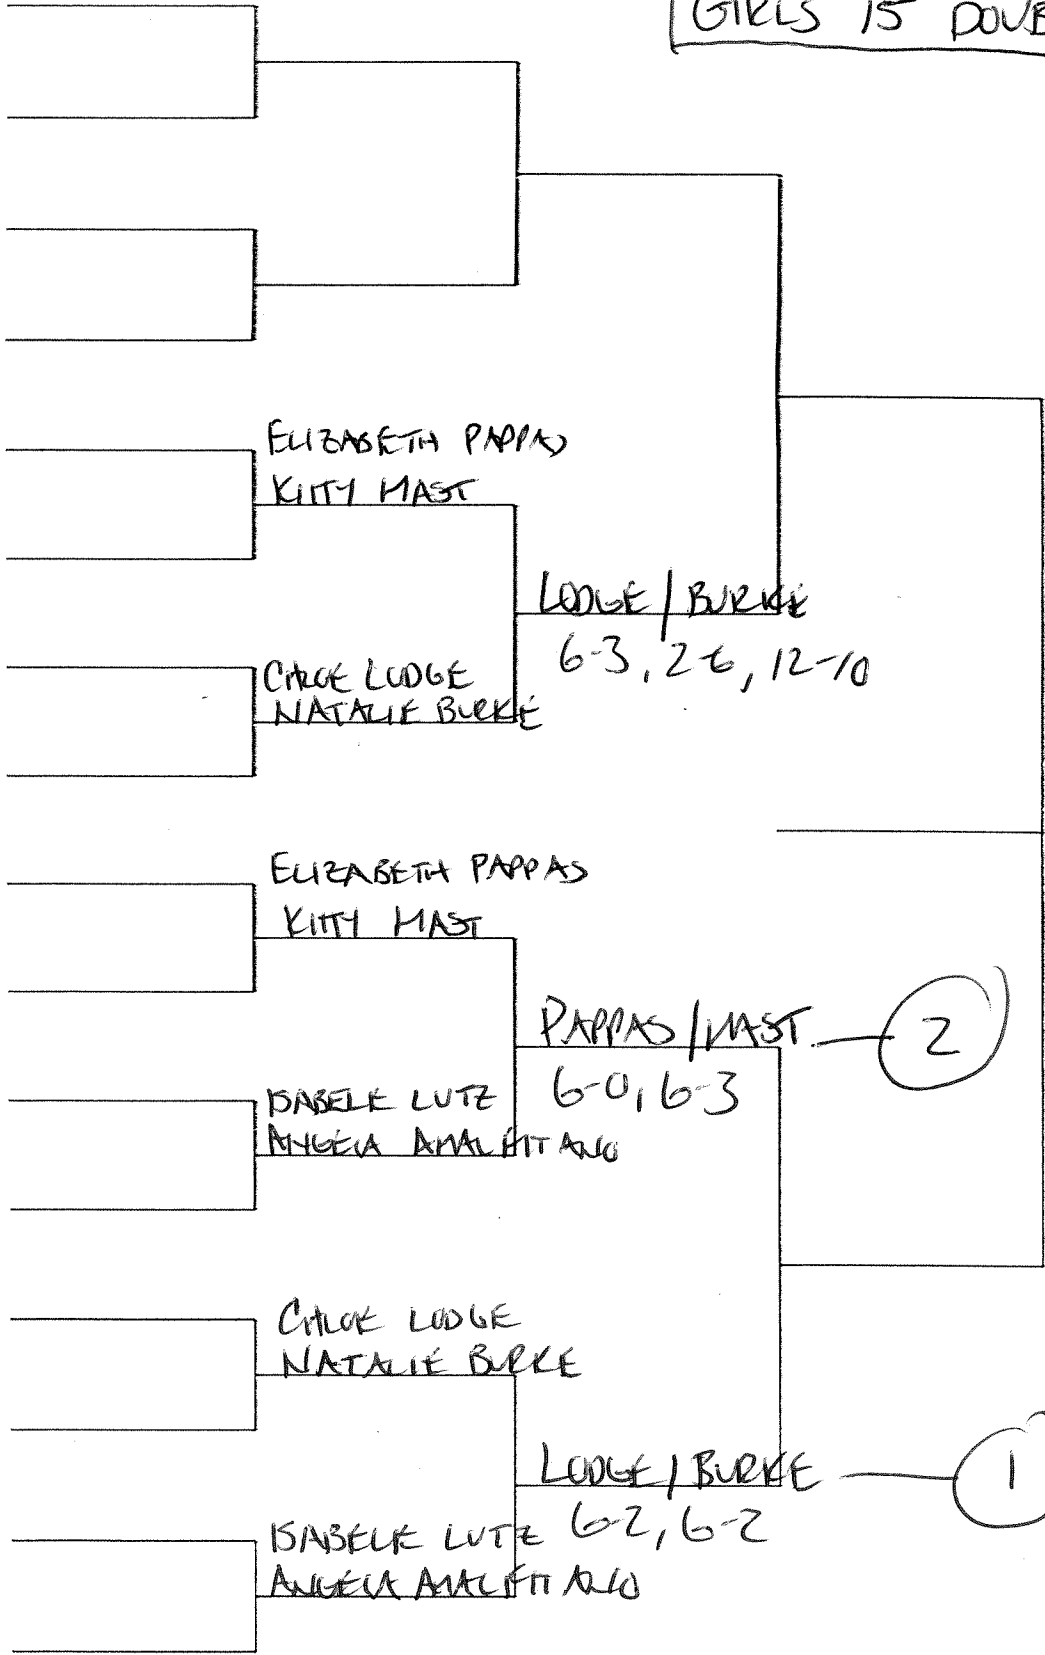 GIRLS 15 DOUB
ELIZABETH PAPPAS
KITTY MAST
LODGE / BURKE
6-3, 2-6, 12-10
CHLOE LODGE
NATALIE BURKE
ELIZABETH PAPPAS
KITTY MAST
PAPPAS / MAST
2
6-0, 6-3
ISABELE LUTZ
ANGELA AMALFITANO
CHLOE LODGE
NATALIE BURKE
LODGE / BURKE
1
6-2, 6-2
ISABELE LUTZ
ANGELA AMALFITANO